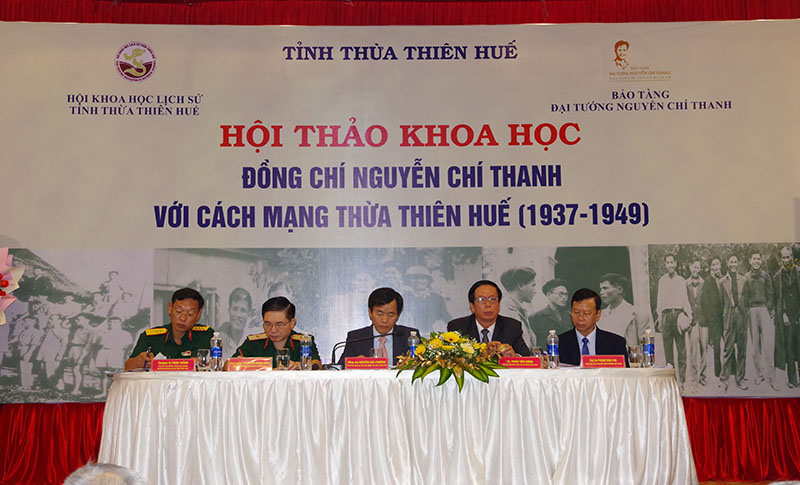 TỈNH THỪA THIÊN HUẾ
HỘI KHOA HỌC LỊCH SỬ
TỈNH THỪA THIÊN HUẾ
BẢO TÀNG
ĐẠI TƯỚNG NGUYỄN CHÍ THANH
HỘI THẢO KHOA HỌC
ĐỒNG CHÍ NGUYỄN CHÍ THANH
VỚI CÁCH MẠNG THỪA THIÊN HUẾ (1937-1949)